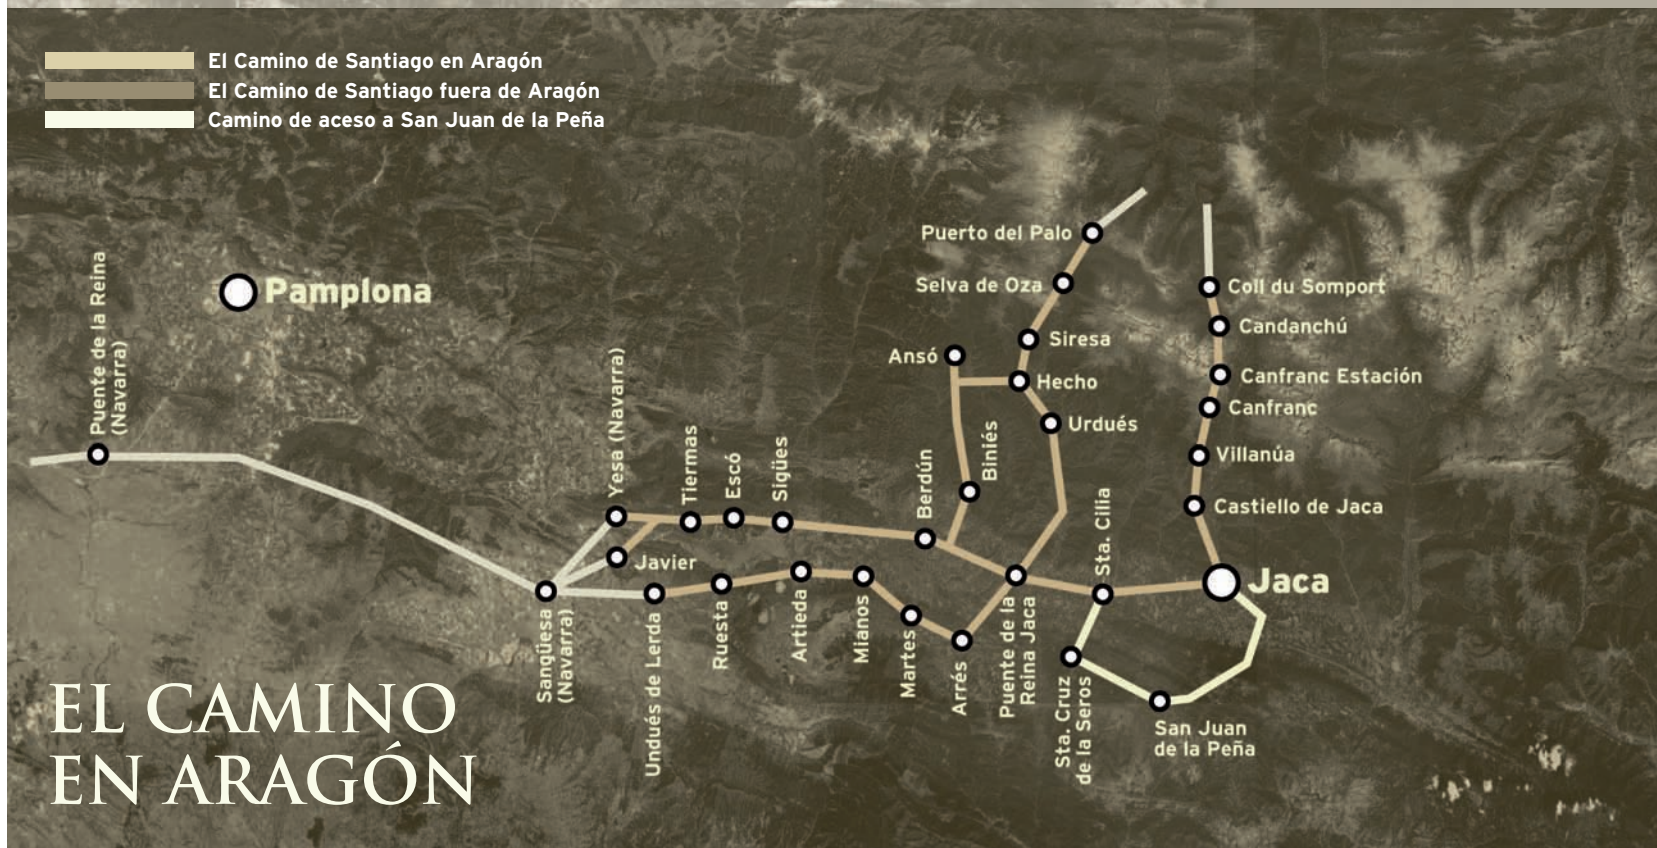 El Camino de Santiago en Aragón
El Camino de Santiago fuera de Aragón
Camino de aceso a San Juan de la Peña
Puerto del Palo
Selva de Oza
Siresa
Ansó
Hecho
Urdués
Biniés
Coll du Somport
Candanchú
Canfranc Estación
Canfranc
Villanúa
Castiello de Jaca
Jaca
Pamplona
Puente de la Reina
(Navarra)
Yesa (Navarra)
Tiermas
Escó
Sigües
Berdún
Sta. Cilia
Javier
Sangüesa
(Navarra)
Undués de Lerda
Ruesta
Artieda
Mianos
Martes
Arrés
Puente de la
Reina Jaca
Sta. Cruz
de la Seros
San Juan
de la Peña
EL CAMINO
EN ARAGÓN